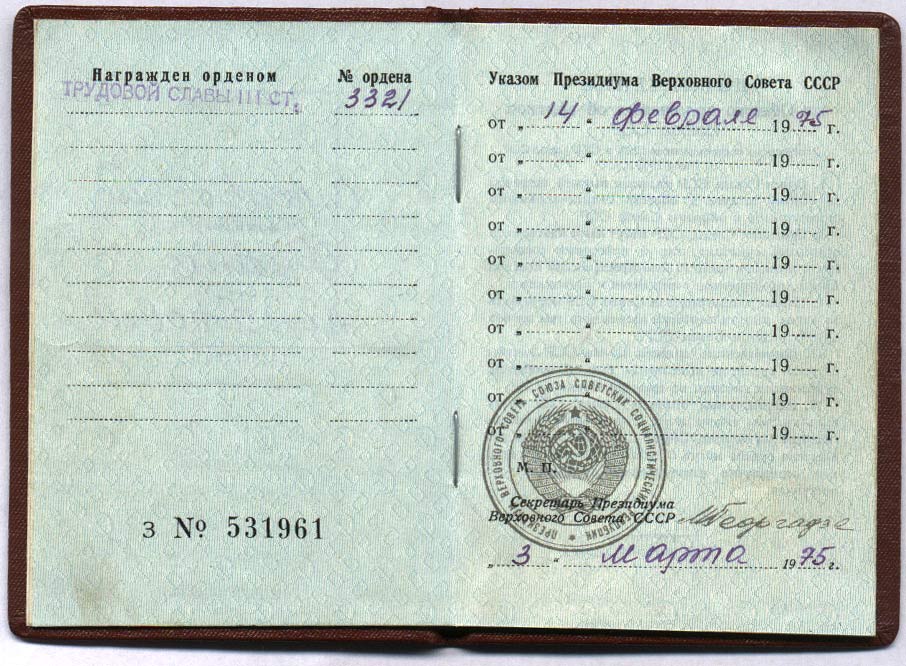 Награжден орденом
№ ордена
ТРУДОВОЙ СЛАВЫ III СТ.
3321
З № 531961
Указом Президиума Верховного Совета СССР
от „ 14 “ феврале 1975 г.
от „ “ 19 г.
от „ “ 19 г.
от „ “ 19 г.
от „ “ 19 г.
от „ “ 19 г.
от „ “ 19 г.
от „ “ 19 г.
от „ “ 19 г.
от „ “ 19 г.
ПРЕЗИДИУМ ВЕРХОВНОГО СОВЕТА СОЮЗА СОВЕТСКИХ СОЦИАЛИСТИЧЕСКИХ РЕСПУБЛИК
М. П.
Секретарь Президиума
Верховного Совета СССР
МГеоргадзе
„ 3 “ марта 1975 г.